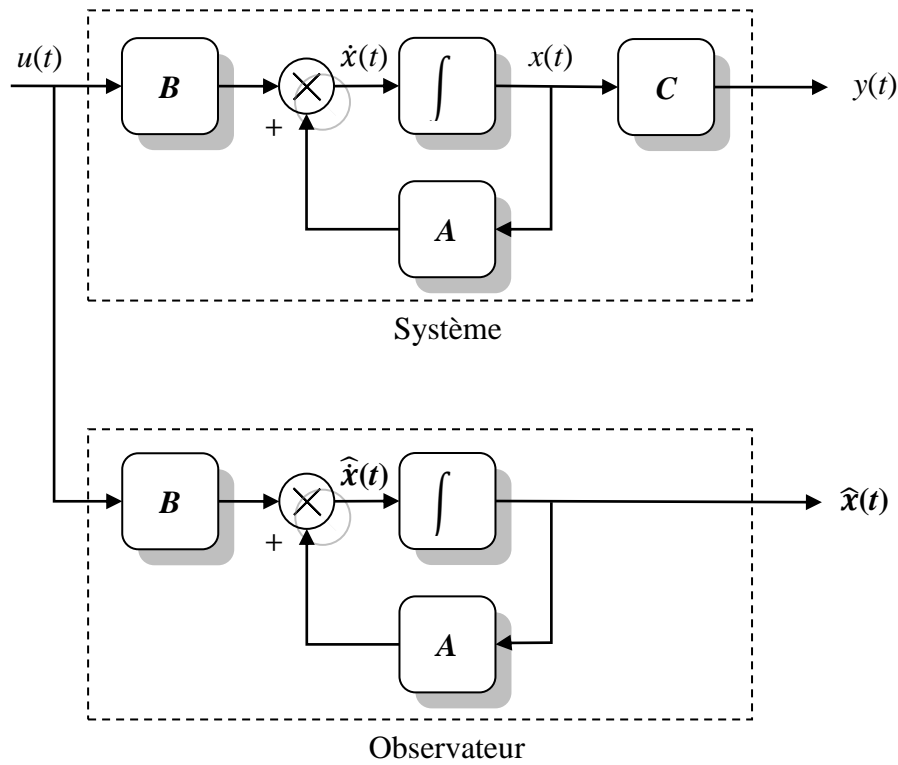 u(t)
B
+
ẋ(t)
∫
x(t)
C
y(t)
A
Système
B
+
𝒙̂̇(t)
∫
x̂(t)
A
Observateur